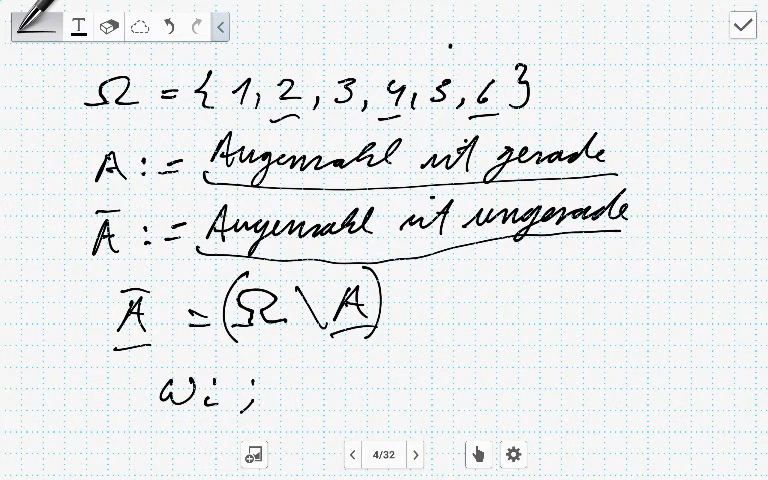 T
Ω = { 1, 2, 3, 4, 5, 6 }
A := Augenzahl ist gerade
A̅ := Augenzahl ist ungerade
A̅ = (Ω \ A)
ωi ;
4/32